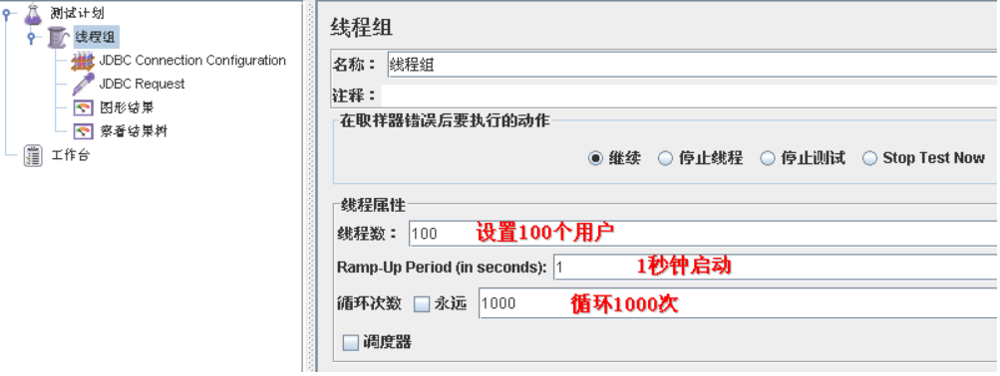 测试计划
线程组
JDBC Connection Configuration
JDBC Request
图形结果
察看结果树
工作台
线程组
名称： 线程组
注释：
在取样器错误后要执行的动作
继续 停止线程 停止测试 Stop Test Now
线程属性
线程数： 100 设置100个用户
Ramp-Up Period (in seconds): 1 1秒钟启动
循环次数 永远 1000 循环1000次
调度器